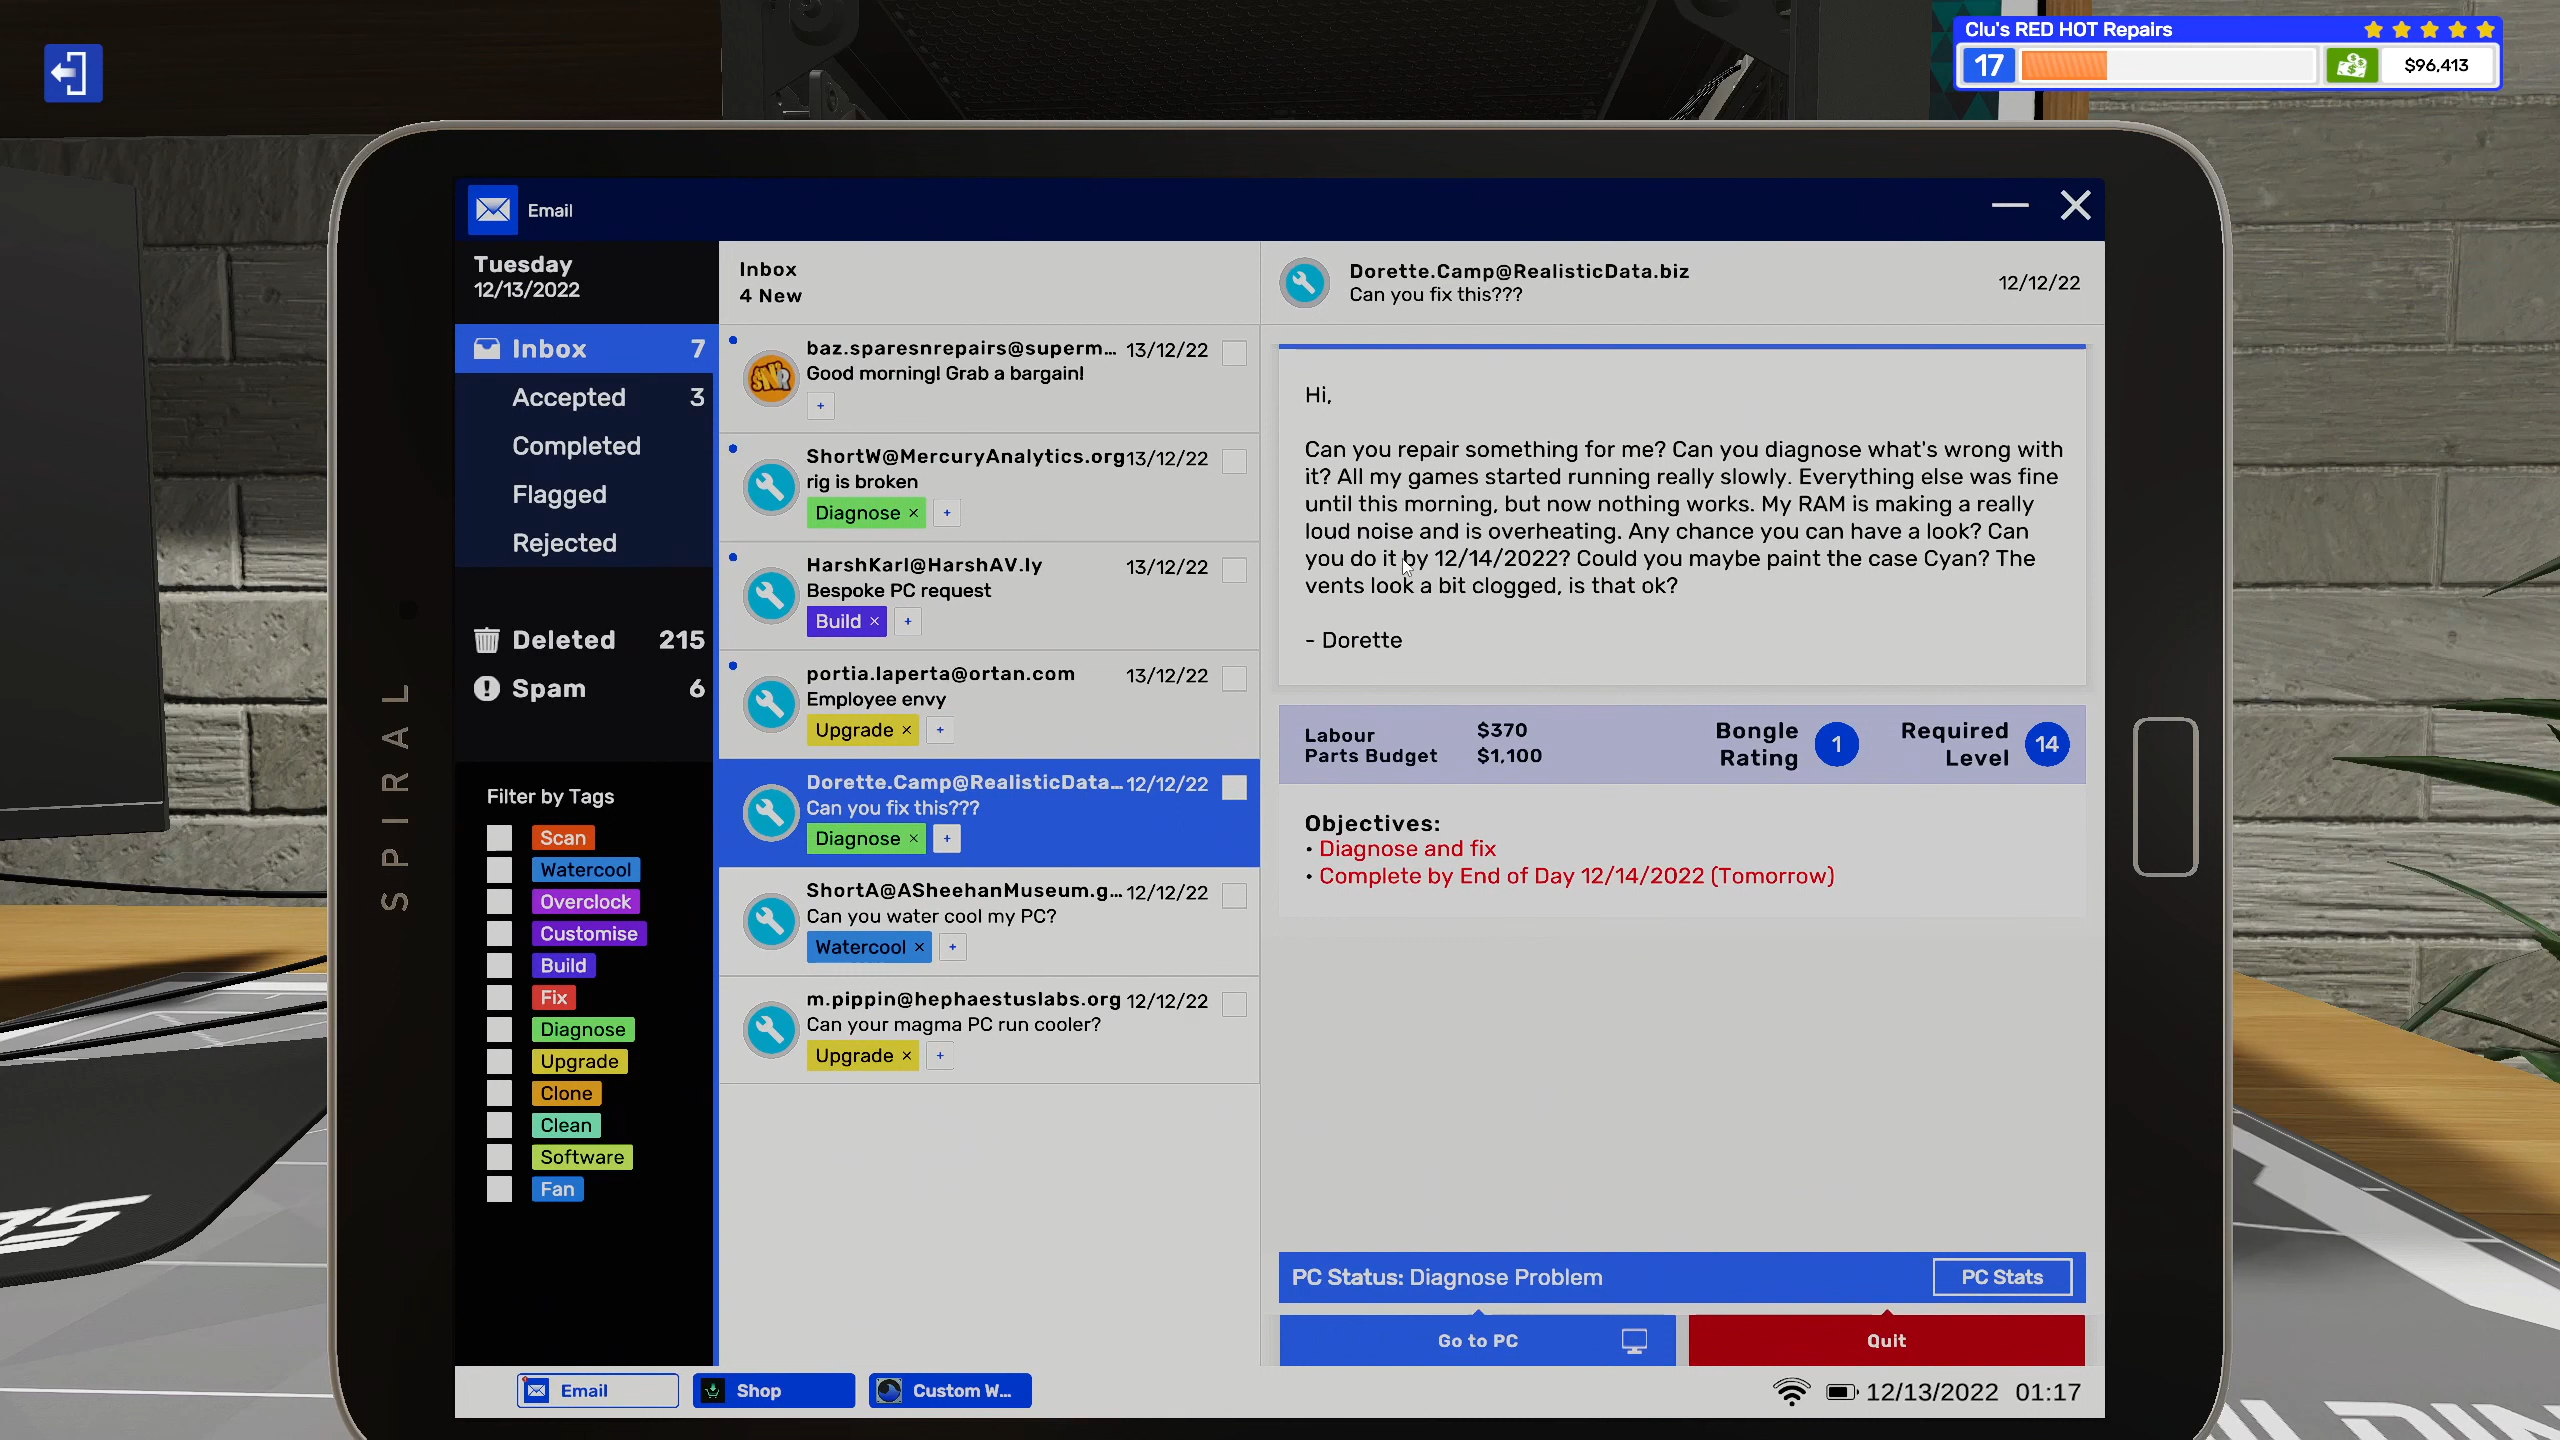 Clu's RED HOT Repairs
17
$96,413
Email
Tuesday
12/13/2022
Inbox 7
Accepted 3
Completed
Flagged
Rejected
Deleted 215
Spam 6
Filter by Tags
Scan
Watercool
Overclock
Customise
Build
Fix
Diagnose
Upgrade
Clone
Clean
Software
Fan
Inbox
4 New
baz.sparesnrepairs@superm... 13/12/22
Good morning! Grab a bargain!
+
SNR
ShortW@MercuryAnalytics.org 13/12/22
rig is broken
Diagnose × +
HarshKarl@HarshAV.ly 13/12/22
Bespoke PC request
Build × +
portia.laperta@ortan.com 13/12/22
Employee envy
Upgrade × +
Dorette.Camp@RealisticData... 12/12/22
Can you fix this???
Diagnose × +
ShortA@ASheehanMuseum.g... 12/12/22
Can you water cool my PC?
Watercool × +
m.pippin@hephaestuslabs.org 12/12/22
Can your magma PC run cooler?
Upgrade × +
Dorette.Camp@RealisticData.biz
Can you fix this???
12/12/22
Hi,
Can you repair something for me? Can you diagnose what's wrong with
it? All my games started running really slowly. Everything else was fine
until this morning, but now nothing works. My RAM is making a really
loud noise and is overheating. Any chance you can have a look? Can
you do it by 12/14/2022? Could you maybe paint the case Cyan? The
vents look a bit clogged, is that ok?
- Dorette
Labour $370
Parts Budget $1,100
Bongle
Rating
1
Required
Level
14
Objectives:
• Diagnose and fix
• Complete by End of Day 12/14/2022 (Tomorrow)
PC Status: Diagnose Problem
PC Stats
Go to PC
Quit
Email
Shop
Custom W...
12/13/2022 01:17
SPIRAL